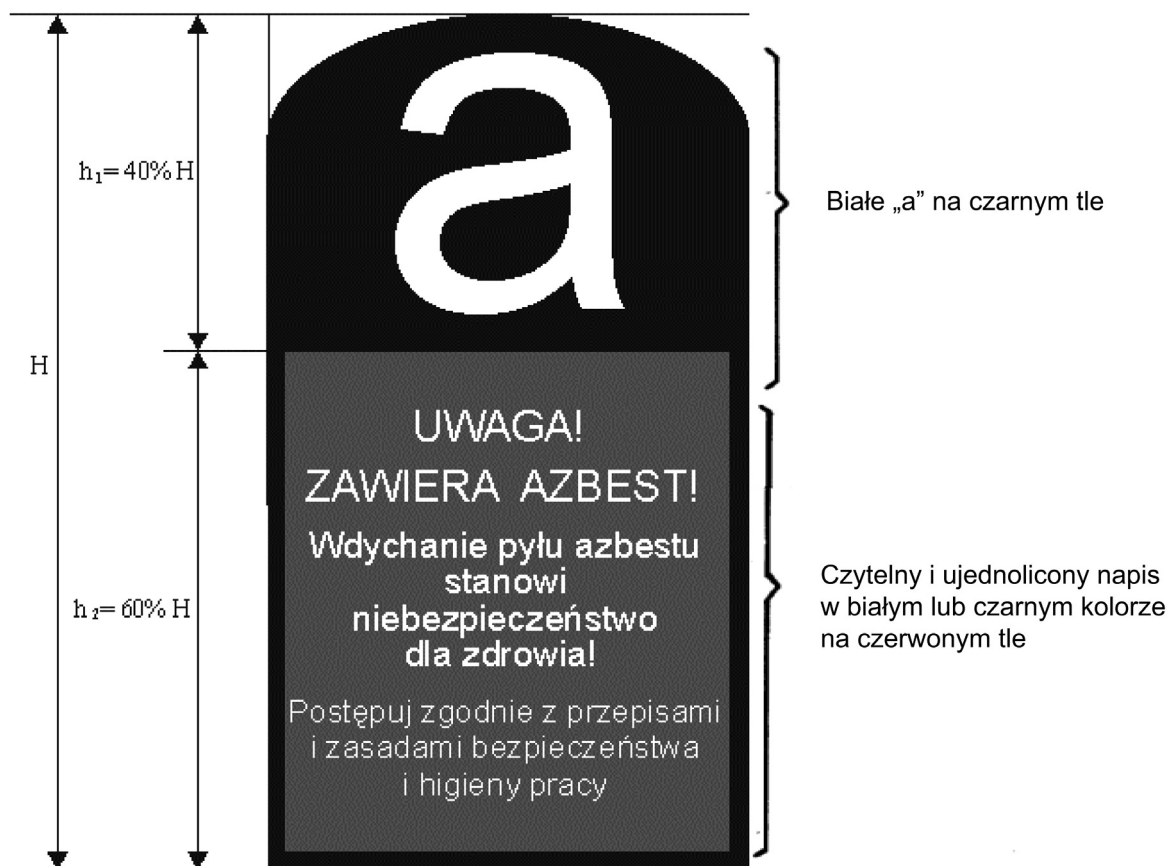 a
h₁= 40% H
Białe „a” na czarnym tle
H
UWAGA!
ZAWIERA AZBEST!
Wdychanie pyłu azbestu
stanowi
niebezpieczeństwo
dla zdrowia!
h₂= 60% H
Czytelny i ujednolicony napis
w białym lub czarnym kolorze
na czerwonym tle
Postępuj zgodnie z przepisami
i zasadami bezpieczeństwa
i higieny pracy